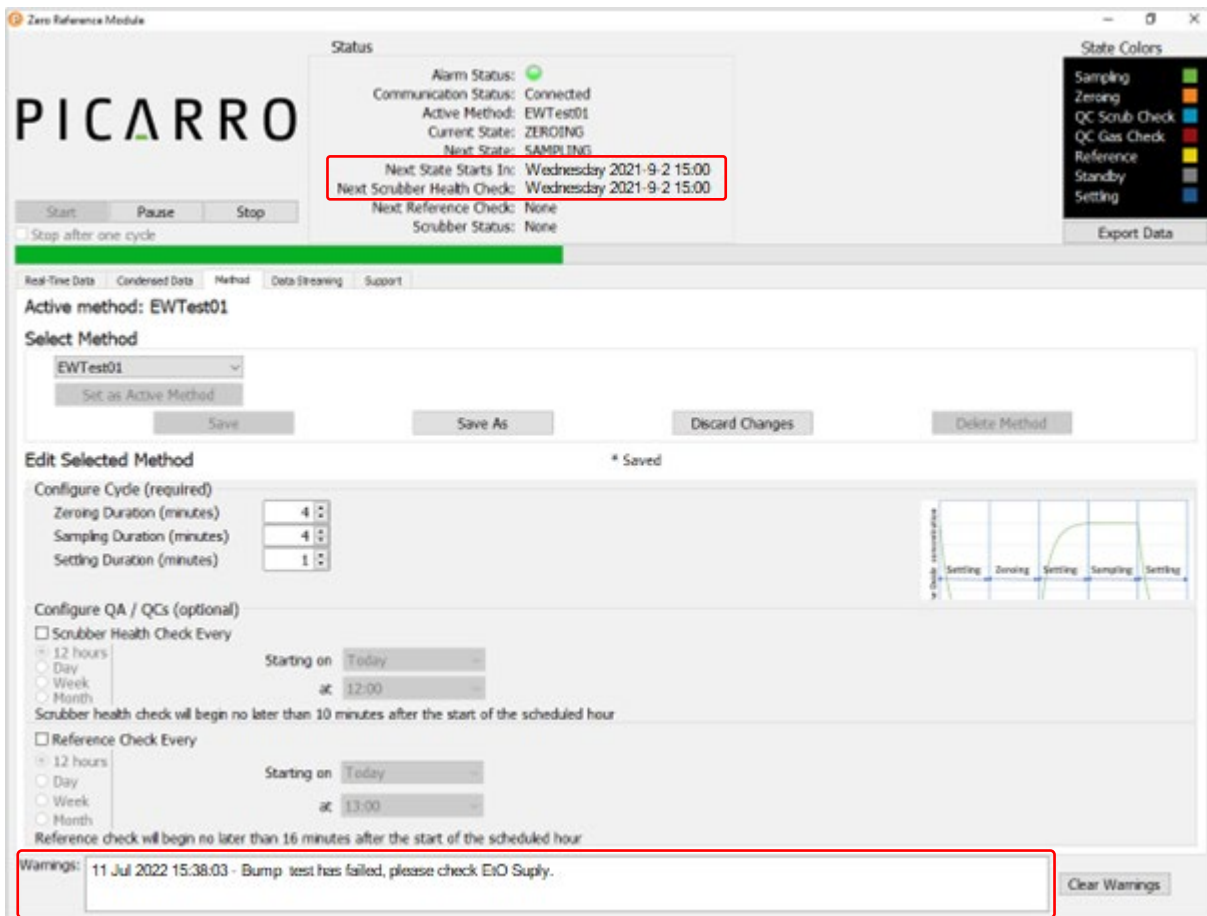 Zero Reference Module
PICARRO
Start Pause Stop
Stop after one cycle
Status
Alarm Status:
Communication Status: Connected
Active Method: EWTest01
Current State: ZEROING
Next State: SAMPLING
Next State Starts In: Wednesday 2021-9-2 15:00
Next Scrubber Health Check: Wednesday 2021-9-2 15:00
Next Reference Check: None
Scrubber Status: None
State Colors
Sampling
Zeroing
QC Scrub Check
QC Gas Check
Reference
Standby
Setting
Export Data
Real-Time Data Condensed Data Method Data Streaming Support
Active method: EWTest01
Select Method
EWTest01
Set as Active Method
Save Save As Discard Changes Delete Method
Edit Selected Method * Saved
Configure Cycle (required)
Zeroing Duration (minutes) 4
Sampling Duration (minutes) 4
Settling Duration (minutes) 1
concentration
Settling Zeroing Settling Sampling Settling
Configure QA / QCs (optional)
Scrubber Health Check Every
12 hours
Day
Week
Month
Starting on Today
at 12:00
Scrubber health check will begin no later than 10 minutes after the start of the scheduled hour
Reference Check Every
12 hours
Day
Week
Month
Starting on Today
at 13:00
Reference check will begin no later than 16 minutes after the start of the scheduled hour
Warnings: 11 Jul 2022 15:38:03 - Bump test has failed, please check EtO Suply.
Clear Warnings